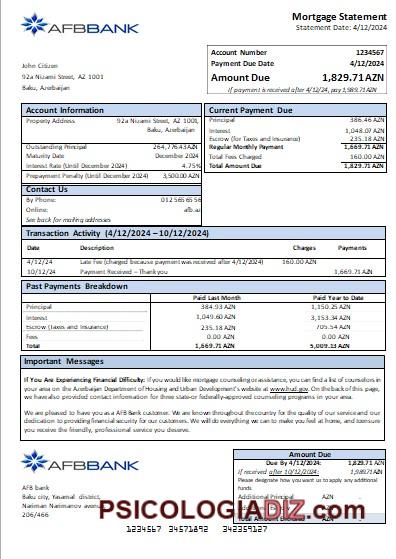 AFBBANK
Mortgage Statement
Statement Date: 4/12/2024
Account Number 1234567
Payment Due Date 4/12/2024
Amount Due 1,829.71 AZN
If payment is received after 4/12/24, pay 1,989.71 AZN
John Citizen
92a Nizami Street, AZ 1001
Baku, Azerbaijan
Account Information
Property Address 92a Nizami Street, AZ 1001
Baku, Azerbaijan
Outstanding Principal 264,776.43 AZN
Maturity Date December 2024
Interest Rate (Until December 2024) 4.75%
Prepayment Penalty (Until December 2024) 3,500.00 AZN
Contact Us
By Phone: 012 565 65 56
Online: afb.az
See back for mailing addresses
Current Payment Due
Principal 386.46 AZN
Interest 1,048.07 AZN
Escrow (for Taxes and Insurance) 235.18 AZN
Regular Monthly Payment 1,669.71 AZN
Total Fees Charged 160.00 AZN
Total Amount Due 1,829.71 AZN
Transaction Activity (4/12/2024 – 10/12/2024)
Date Description Charges Payments
4/12/24 Late Fee (charged because payment was received after 4/12/2024) 160.00 AZN
10/12/24 Payment Received – Thank you 1,669.71 AZN
Past Payments Breakdown
Paid Last Month Paid Year to Date
Principal 384.93 AZN 1,150.25 AZN
Interest 1,049.60 AZN 3,153.34 AZN
Escrow (Taxes and Insurance) 235.18 AZN 705.54 AZN
Fees 0.00 AZN 0.00 AZN
Total 1,669.71 AZN 5,009.13 AZN
Important Messages
If You Are Experiencing Financial Difficulty: If you would like mortgage counseling or assistance, you can find a list of counselors in
your area on the Azerbaijan Department of Housing and Urban Development's website at www.hud.gov. On the back of this page,
we have also provided contact information for three state or federally-approved counseling programs in your area.
We are pleased to have you as a AFB Bank customer. We are known throughout the country for the quality of our service and our
dedication to providing financial security for our customers. We will do everything we can to make you feel at home, and to ensure
you receive the friendly, professional service you deserve.
AFBBANK
AFB bank
Baku city, Yasamal district,
Nariman Narimanov avenue,
206/466
Amount Due
Due By 4/12/2024: 1,829.71 AZN
If received after 10/12/24: 1,989.71 AZN
Please designate how you want us to apply any additional
funds.
Additional Principal AZN
Additional Escrow AZN
Total Amount Enclosed AZN
PSICOLOGIADIZ.com
1234567 34571892 342359127